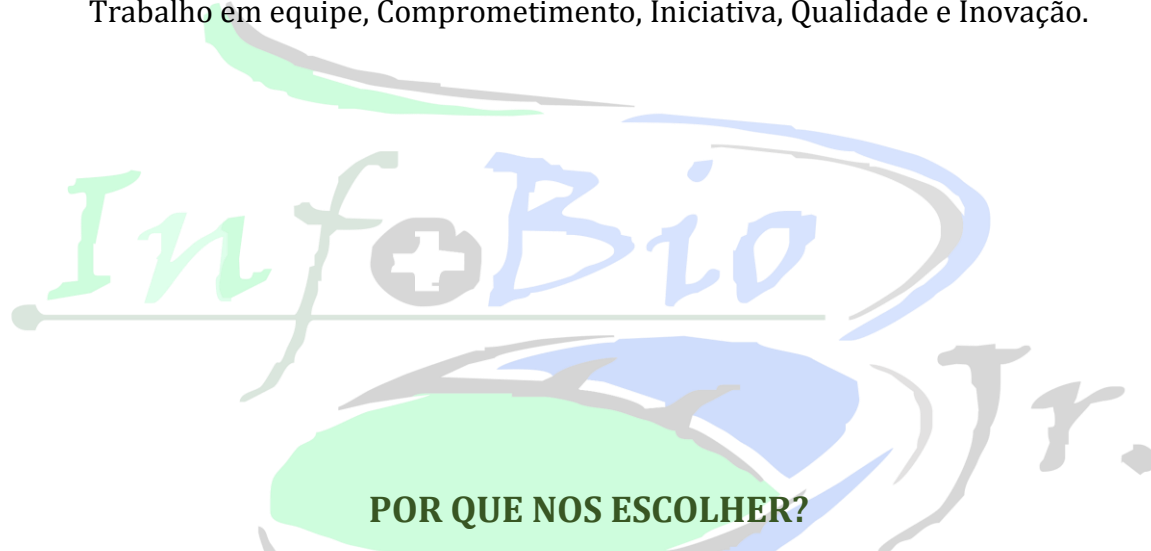 Trabalho em equipe, Comprometimento, Iniciativa, Qualidade e Inovação.
InfoBio
Jr.
POR QUE NOS ESCOLHER?